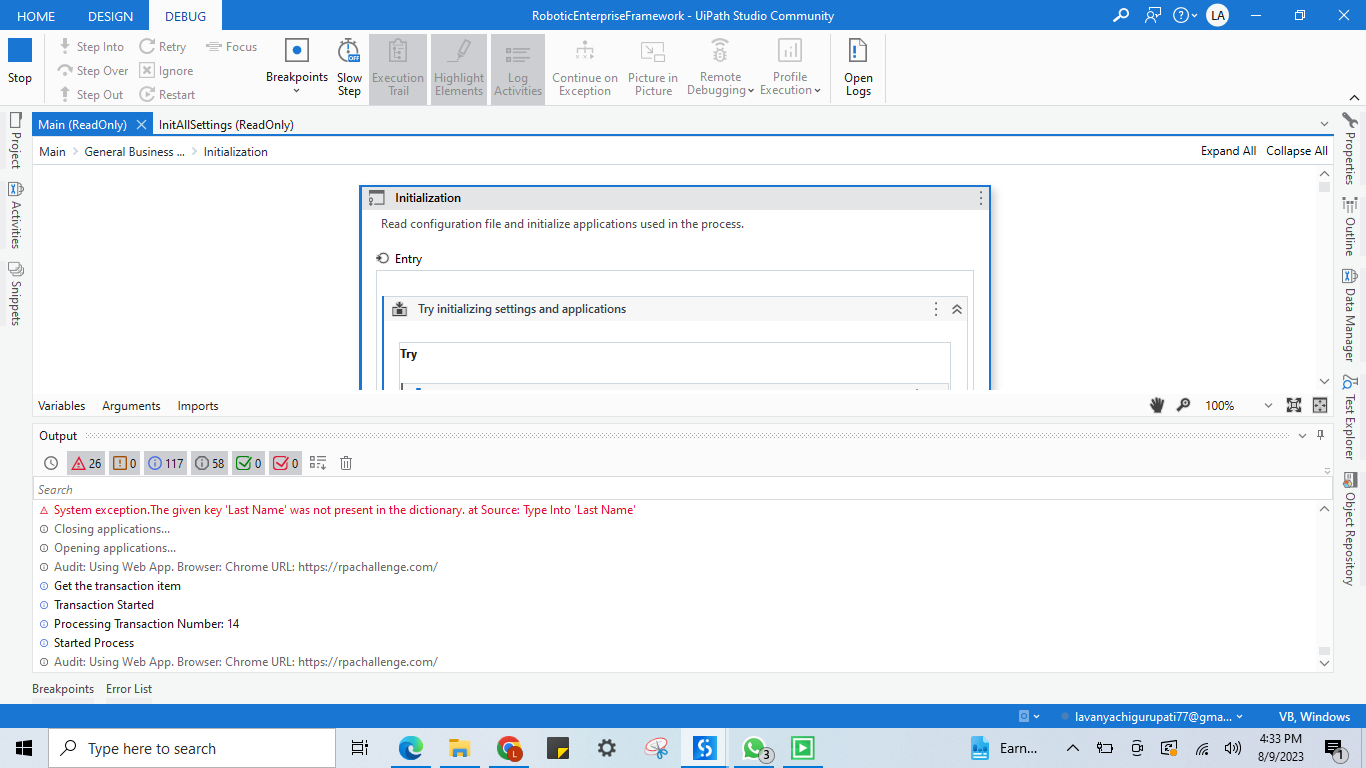 HOME DESIGN DEBUG RoboticEnterpriseFramework - UiPath Studio Community LA
Stop
Step Into Retry Focus
Step Over Ignore
Step Out Restart
Breakpoints
Slow Step
OFF
Execution Trail
Highlight Elements
Log Activities
Continue on Exception
Picture in Picture
Remote Debugging
Profile Execution
Open Logs
Main (ReadOnly) InitAllSettings (ReadOnly)
Main General Business ... Initialization Expand All Collapse All
Project
Activities
Snippets
Initialization
Read configuration file and initialize applications used in the process.
Entry
Try initializing settings and applications
Try
Properties
Outline
Data Manager
Test Explorer
Object Repository
Variables Arguments Imports 100%
Output
26 0 117 58 0 0
Search
System exception.The given key 'Last Name' was not present in the dictionary. at Source: Type Into 'Last Name'
Closing applications...
Opening applications...
Audit: Using Web App. Browser: Chrome URL: https://rpachallenge.com/
Get the transaction item
Transaction Started
Processing Transaction Number: 14
Started Process
Audit: Using Web App. Browser: Chrome URL: https://rpachallenge.com/
Breakpoints Error List
lavanyachigurupati77@gma... VB, Windows
Type here to search L 3 Earn... 4:33 PM
8/9/2023 1